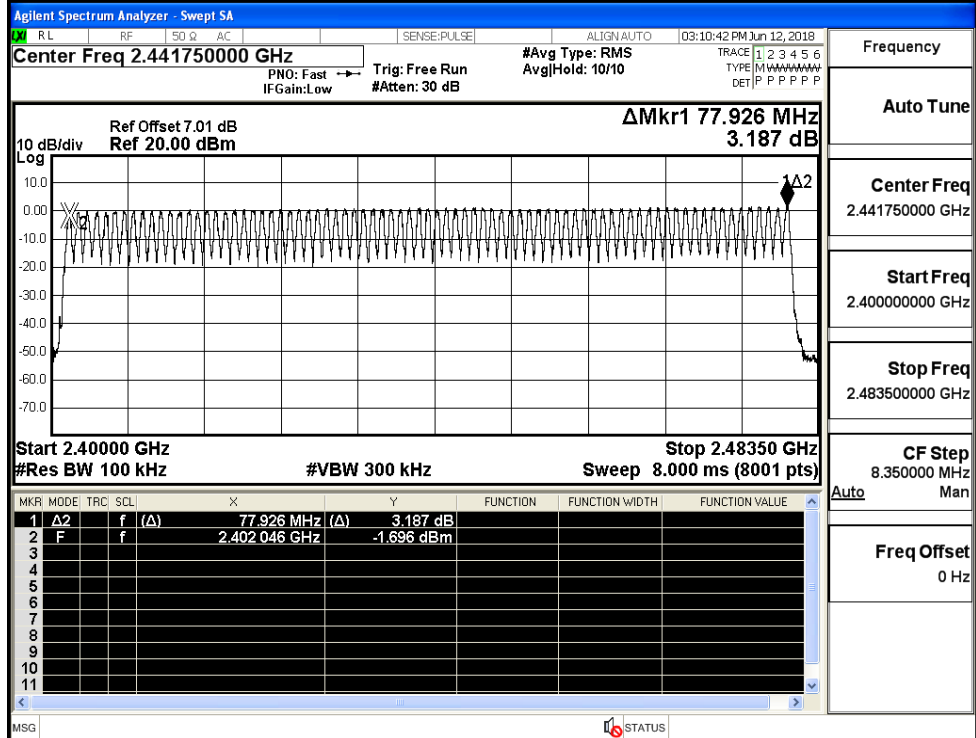 Agilent Spectrum Analyzer - Swept SA
LXI RL RF 50 Ω AC SENSE:PULSE ALIGN AUTO 03:10:42 PM Jun 12, 2018
Center Freq 2.441750000 GHz
#Avg Type: RMS
TRACE 1 2 3 4 5 6
PNO: Fast
Trig: Free Run
Avg|Hold: 10/10
TYPE M WWWWW
IFGain:Low
#Atten: 30 dB
DET P P P P P P
ΔMkr1 77.926 MHz
3.187 dB
Ref Offset 7.01 dB
10 dB/div Ref 20.00 dBm
Log
10.0
0.00
-10.0
-20.0
-30.0
-40.0
-50.0
-60.0
-70.0
1Δ2
2
Start 2.40000 GHz
Stop 2.48350 GHz
#Res BW 100 kHz
#VBW 300 kHz
Sweep 8.000 ms (8001 pts)
MKR MODE TRC SCL X Y FUNCTION FUNCTION WIDTH FUNCTION VALUE
1 Δ2 f (Δ) 77.926 MHz (Δ) 3.187 dB
2 F f 2.402 046 GHz -1.696 dBm
3
4
5
6
7
8
9
10
11
MSG
STATUS
Frequency
Auto Tune
Center Freq
2.441750000 GHz
Start Freq
2.400000000 GHz
Stop Freq
2.483500000 GHz
CF Step
8.350000 MHz
Auto Man
Freq Offset
0 Hz